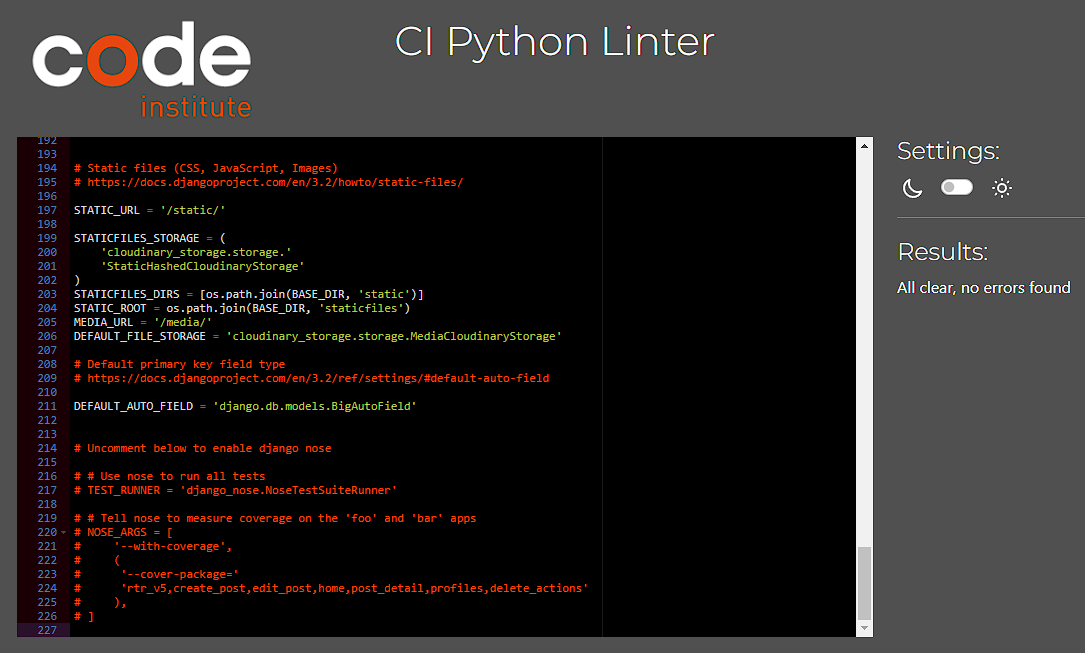 code
institute
CI Python Linter
192
193
194 # Static files (CSS, JavaScript, Images)
195 # https://docs.djangoproject.com/en/3.2/howto/static-files/
196
197 STATIC_URL = '/static/'
198
199 STATICFILES_STORAGE = (
200     'cloudinary_storage.storage.'
201     'StaticHashedCloudinaryStorage'
202 )
203 STATICFILES_DIRS = [os.path.join(BASE_DIR, 'static')]
204 STATIC_ROOT = os.path.join(BASE_DIR, 'staticfiles')
205 MEDIA_URL = '/media/'
206 DEFAULT_FILE_STORAGE = 'cloudinary_storage.storage.MediaCloudinaryStorage'
207
208 # Default primary key field type
209 # https://docs.djangoproject.com/en/3.2/ref/settings/#default-auto-field
210
211 DEFAULT_AUTO_FIELD = 'django.db.models.BigAutoField'
212
213
214 # Uncomment below to enable django nose
215
216 # # Use nose to run all tests
217 # TEST_RUNNER = 'django_nose.NoseTestSuiteRunner'
218
219 # # Tell nose to measure coverage on the 'foo' and 'bar' apps
220 # NOSE_ARGS = [
221 #     '--with-coverage',
222 #     (
223 #      '--cover-package='
224 #      'rtr_v5,create_post,edit_post,home,post_detail,profiles,delete_actions'
225 #     ),
226 # ]
227
Settings:
Results:
All clear, no errors found